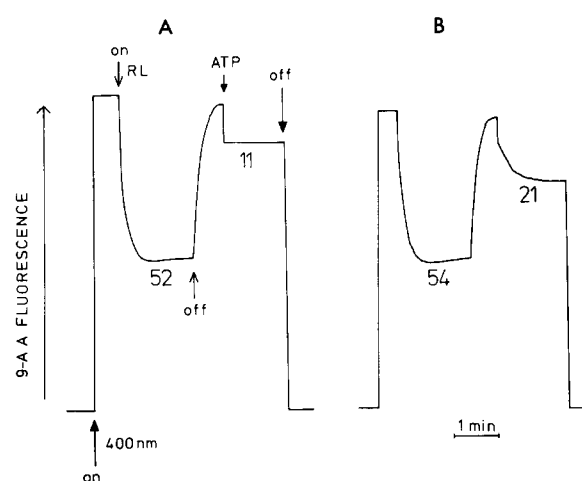 A
B
on
RL
ATP
off
11
52
off
21
54
9-A A FLUORESCENCE
400nm
on
1 min